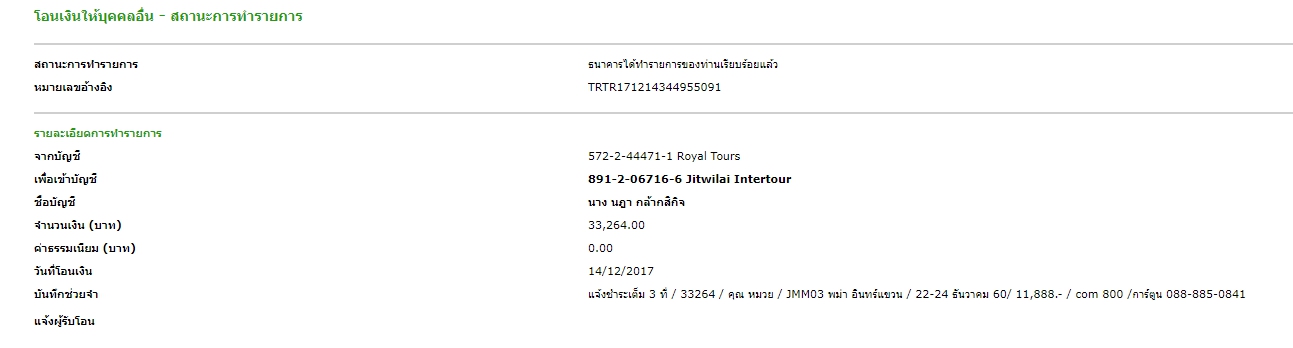 โอนเงินให้บุคคลอื่น - สถานะการทำรายการ
สถานะการทำรายการ ธนาคารได้ทำรายการของท่านเรียบร้อยแล้ว
หมายเลขอ้างอิง TRTR171214344955091
รายละเอียดการทำรายการ
จากบัญชี 572-2-44471-1 Royal Tours
เพื่อเข้าบัญชี 891-2-06716-6 Jitwilai Intertour
ชื่อบัญชี นาง นฎา กล้ากสิกิจ
จำนวนเงิน (บาท) 33,264.00
ค่าธรรมเนียม (บาท) 0.00
วันที่โอนเงิน 14/12/2017
บันทึกช่วยจำ แจ้งชำระเต็ม 3 ที่ / 33264 / คุณ หมวย / JMM03 พม่า อินทร์แขวน / 22-24 ธันวาคม 60/ 11,888.- / com 800 /การ์ตูน 088-885-0841
แจ้งผู้รับโอน